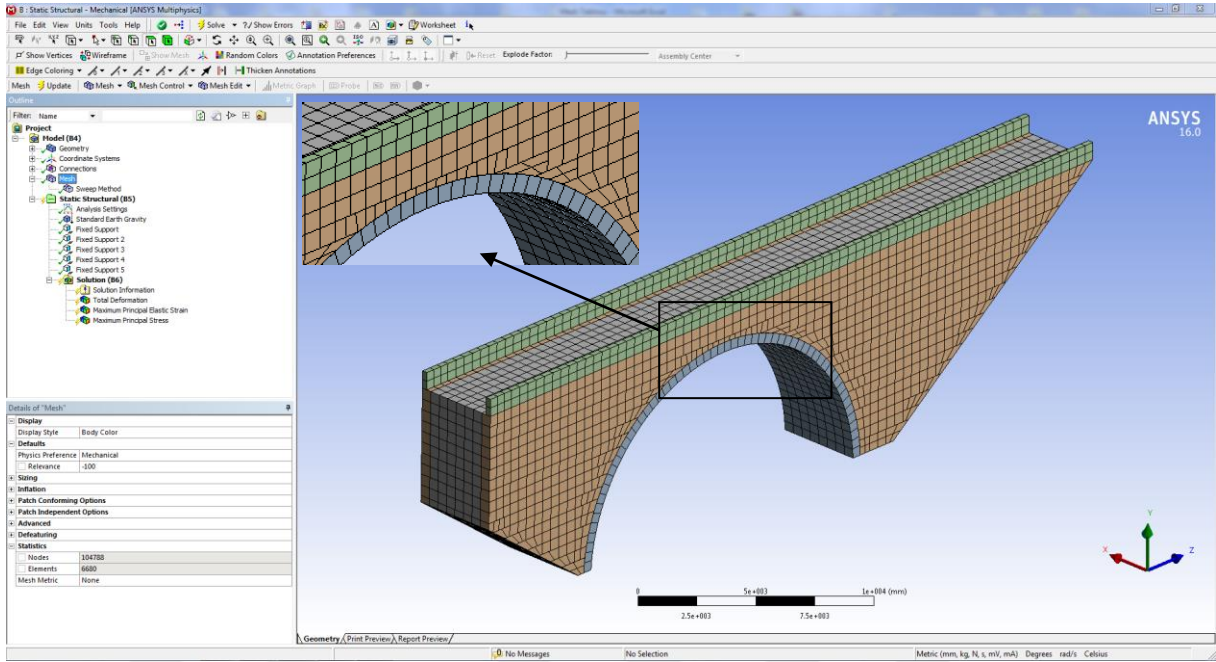 B : Static Structural - Mechanical [ANSYS Multiphysics]
File Edit View Units Tools Help Solve ?/ Show Errors Worksheet
Show Vertices Wireframe Show Mesh Random Colors Annotation Preferences Reset Explode Factor: Assembly Center
Edge Coloring Thicken Annotations
Mesh Update Mesh Mesh Control Mesh Edit Metric Graph Probe
Outline
Filter: Name
Project
Model (B4)
Geometry
Coordinate Systems
Connections
Mesh
Sweep Method
Static Structural (B5)
Analysis Settings
Standard Earth Gravity
Fixed Support
Fixed Support 2
Fixed Support 3
Fixed Support 4
Fixed Support 5
Solution (B6)
Solution Information
Total Deformation
Maximum Principal Elastic Strain
Maximum Principal Stress
Details of "Mesh"
Display
Display Style Body Color
Defaults
Physics Preference Mechanical
Relevance -100
Sizing
Inflation
Patch Conforming Options
Patch Independent Options
Advanced
Defeaturing
Statistics
Nodes 104788
Elements 6680
Mesh Metric None
ANSYS
16.0
Y
X Z
0 5e+003 1e+004 (mm)
2.5e+003 7.5e+003
Geometry Print Preview Report Preview
0 No Messages No Selection Metric (mm, kg, N, s, mV, mA) Degrees rad/s Celsius